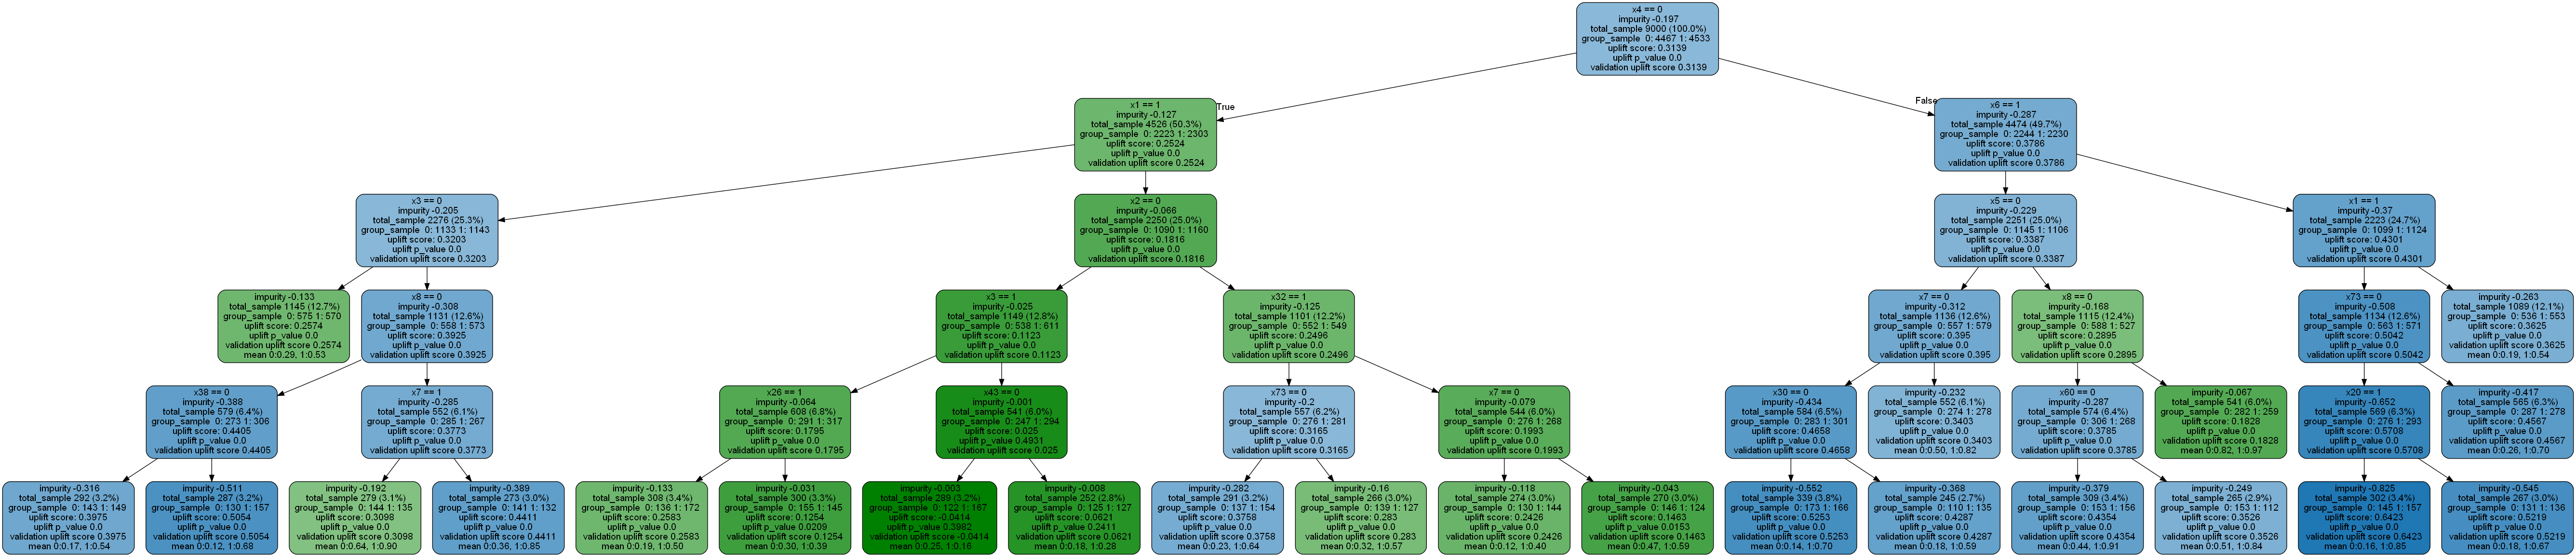 x4 == 0
impurity -0.197
total_sample 9000 (100.0%)
group_sample 0: 4467 1: 4533
uplift score: 0.3139
uplift p_value 0.0
validation uplift score 0.3139
True
False
x1 == 1
impurity -0.127
total_sample 4526 (50.3%)
group_sample 0: 2223 1: 2303
uplift score: 0.2524
uplift p_value 0.0
validation uplift score 0.2524
x6 == 1
impurity -0.287
total_sample 4474 (49.7%)
group_sample 0: 2244 1: 2230
uplift score: 0.3786
uplift p_value 0.0
validation uplift score 0.3786
x3 == 0
impurity -0.205
total_sample 2276 (25.3%)
group_sample 0: 1133 1: 1143
uplift score: 0.3203
uplift p_value 0.0
validation uplift score 0.3203
x2 == 0
impurity -0.066
total_sample 2250 (25.0%)
group_sample 0: 1090 1: 1160
uplift score: 0.1816
uplift p_value 0.0
validation uplift score 0.1816
x5 == 0
impurity -0.229
total_sample 2251 (25.0%)
group_sample 0: 1145 1: 1106
uplift score: 0.3387
uplift p_value 0.0
validation uplift score 0.3387
x1 == 1
impurity -0.37
total_sample 2223 (24.7%)
group_sample 0: 1099 1: 1124
uplift score: 0.4301
uplift p_value 0.0
validation uplift score 0.4301
impurity -0.133
total_sample 1145 (12.7%)
group_sample 0: 575 1: 570
uplift score: 0.2574
uplift p_value 0.0
validation uplift score 0.2574
mean 0:0.29, 1:0.53
x8 == 0
impurity -0.308
total_sample 1131 (12.6%)
group_sample 0: 558 1: 573
uplift score: 0.3925
uplift p_value 0.0
validation uplift score 0.3925
x3 == 1
impurity -0.025
total_sample 1149 (12.8%)
group_sample 0: 538 1: 611
uplift score: 0.1123
uplift p_value 0.0
validation uplift score 0.1123
x32 == 1
impurity -0.125
total_sample 1101 (12.2%)
group_sample 0: 552 1: 549
uplift score: 0.2496
uplift p_value 0.0
validation uplift score 0.2496
x7 == 0
impurity -0.312
total_sample 1136 (12.6%)
group_sample 0: 557 1: 579
uplift score: 0.395
uplift p_value 0.0
validation uplift score 0.395
x8 == 0
impurity -0.168
total_sample 1115 (12.4%)
group_sample 0: 588 1: 527
uplift score: 0.2895
uplift p_value 0.0
validation uplift score 0.2895
x73 == 0
impurity -0.508
total_sample 1134 (12.6%)
group_sample 0: 563 1: 571
uplift score: 0.5042
uplift p_value 0.0
validation uplift score 0.5042
impurity -0.263
total_sample 1089 (12.1%)
group_sample 0: 536 1: 553
uplift score: 0.3625
uplift p_value 0.0
validation uplift score 0.3625
mean 0:0.19, 1:0.54
x38 == 0
impurity -0.388
total_sample 579 (6.4%)
group_sample 0: 273 1: 306
uplift score: 0.4405
uplift p_value 0.0
validation uplift score 0.4405
x7 == 1
impurity -0.285
total_sample 552 (6.1%)
group_sample 0: 285 1: 267
uplift score: 0.3773
uplift p_value 0.0
validation uplift score 0.3773
x26 == 1
impurity -0.064
total_sample 608 (6.8%)
group_sample 0: 291 1: 317
uplift score: 0.1795
uplift p_value 0.0
validation uplift score 0.1795
x43 == 0
impurity -0.001
total_sample 541 (6.0%)
group_sample 0: 247 1: 294
uplift score: 0.025
uplift p_value 0.4931
validation uplift score 0.025
x73 == 0
impurity -0.2
total_sample 557 (6.2%)
group_sample 0: 276 1: 281
uplift score: 0.3165
uplift p_value 0.0
validation uplift score 0.3165
x7 == 0
impurity -0.079
total_sample 544 (6.0%)
group_sample 0: 276 1: 268
uplift score: 0.1993
uplift p_value 0.0
validation uplift score 0.1993
x30 == 0
impurity -0.434
total_sample 584 (6.5%)
group_sample 0: 283 1: 301
uplift score: 0.4658
uplift p_value 0.0
validation uplift score 0.4658
impurity -0.232
total_sample 552 (6.1%)
group_sample 0: 274 1: 278
uplift score: 0.3403
uplift p_value 0.0
validation uplift score 0.3403
mean 0:0.50, 1:0.82
x60 == 0
impurity -0.287
total_sample 574 (6.4%)
group_sample 0: 306 1: 268
uplift score: 0.3785
uplift p_value 0.0
validation uplift score 0.3785
impurity -0.067
total_sample 541 (6.0%)
group_sample 0: 282 1: 259
uplift score: 0.1828
uplift p_value 0.0
validation uplift score 0.1828
mean 0:0.82, 1:0.97
x20 == 1
impurity -0.652
total_sample 569 (6.3%)
group_sample 0: 276 1: 293
uplift score: 0.5708
uplift p_value 0.0
validation uplift score 0.5708
impurity -0.417
total_sample 565 (6.3%)
group_sample 0: 287 1: 278
uplift score: 0.4567
uplift p_value 0.0
validation uplift score 0.4567
mean 0:0.26, 1:0.70
impurity -0.316
total_sample 292 (3.2%)
group_sample 0: 143 1: 149
uplift score: 0.3975
uplift p_value 0.0
validation uplift score 0.3975
mean 0:0.17, 1:0.54
impurity -0.511
total_sample 287 (3.2%)
group_sample 0: 130 1: 157
uplift score: 0.5054
uplift p_value 0.0
validation uplift score 0.5054
mean 0:0.12, 1:0.68
impurity -0.192
total_sample 279 (3.1%)
group_sample 0: 144 1: 135
uplift score: 0.3098
uplift p_value 0.0
validation uplift score 0.3098
mean 0:0.64, 1:0.90
impurity -0.389
total_sample 273 (3.0%)
group_sample 0: 141 1: 132
uplift score: 0.4411
uplift p_value 0.0
validation uplift score 0.4411
mean 0:0.36, 1:0.85
impurity -0.133
total_sample 308 (3.4%)
group_sample 0: 136 1: 172
uplift score: 0.2583
uplift p_value 0.0
validation uplift score 0.2583
mean 0:0.19, 1:0.50
impurity -0.031
total_sample 300 (3.3%)
group_sample 0: 155 1: 145
uplift score: 0.1254
uplift p_value 0.0209
validation uplift score 0.1254
mean 0:0.30, 1:0.39
impurity -0.003
total_sample 289 (3.2%)
group_sample 0: 122 1: 167
uplift score: -0.0414
uplift p_value 0.3982
validation uplift score -0.0414
mean 0:0.25, 1:0.16
impurity -0.008
total_sample 252 (2.8%)
group_sample 0: 125 1: 127
uplift score: 0.0621
uplift p_value 0.2411
validation uplift score 0.0621
mean 0:0.18, 1:0.28
impurity -0.282
total_sample 291 (3.2%)
group_sample 0: 137 1: 154
uplift score: 0.3758
uplift p_value 0.0
validation uplift score 0.3758
mean 0:0.23, 1:0.64
impurity -0.16
total_sample 266 (3.0%)
group_sample 0: 139 1: 127
uplift score: 0.283
uplift p_value 0.0
validation uplift score 0.283
mean 0:0.32, 1:0.57
impurity -0.118
total_sample 274 (3.0%)
group_sample 0: 130 1: 144
uplift score: 0.2426
uplift p_value 0.0
validation uplift score 0.2426
mean 0:0.12, 1:0.40
impurity -0.043
total_sample 270 (3.0%)
group_sample 0: 146 1: 124
uplift score: 0.1463
uplift p_value 0.0153
validation uplift score 0.1463
mean 0:0.47, 1:0.59
impurity -0.552
total_sample 339 (3.8%)
group_sample 0: 173 1: 166
uplift score: 0.5253
uplift p_value 0.0
validation uplift score 0.5253
mean 0:0.14, 1:0.70
impurity -0.368
total_sample 245 (2.7%)
group_sample 0: 110 1: 135
uplift score: 0.4287
uplift p_value 0.0
validation uplift score 0.4287
mean 0:0.18, 1:0.59
impurity -0.379
total_sample 309 (3.4%)
group_sample 0: 153 1: 156
uplift score: 0.4354
uplift p_value 0.0
validation uplift score 0.4354
mean 0:0.44, 1:0.91
impurity -0.249
total_sample 265 (2.9%)
group_sample 0: 153 1: 112
uplift score: 0.3526
uplift p_value 0.0
validation uplift score 0.3526
mean 0:0.51, 1:0.84
impurity -0.825
total_sample 302 (3.4%)
group_sample 0: 145 1: 157
uplift score: 0.6423
uplift p_value 0.0
validation uplift score 0.6423
mean 0:0.16, 1:0.85
impurity -0.545
total_sample 267 (3.0%)
group_sample 0: 131 1: 136
uplift score: 0.5219
uplift p_value 0.0
validation uplift score 0.5219
mean 0:0.18, 1:0.67